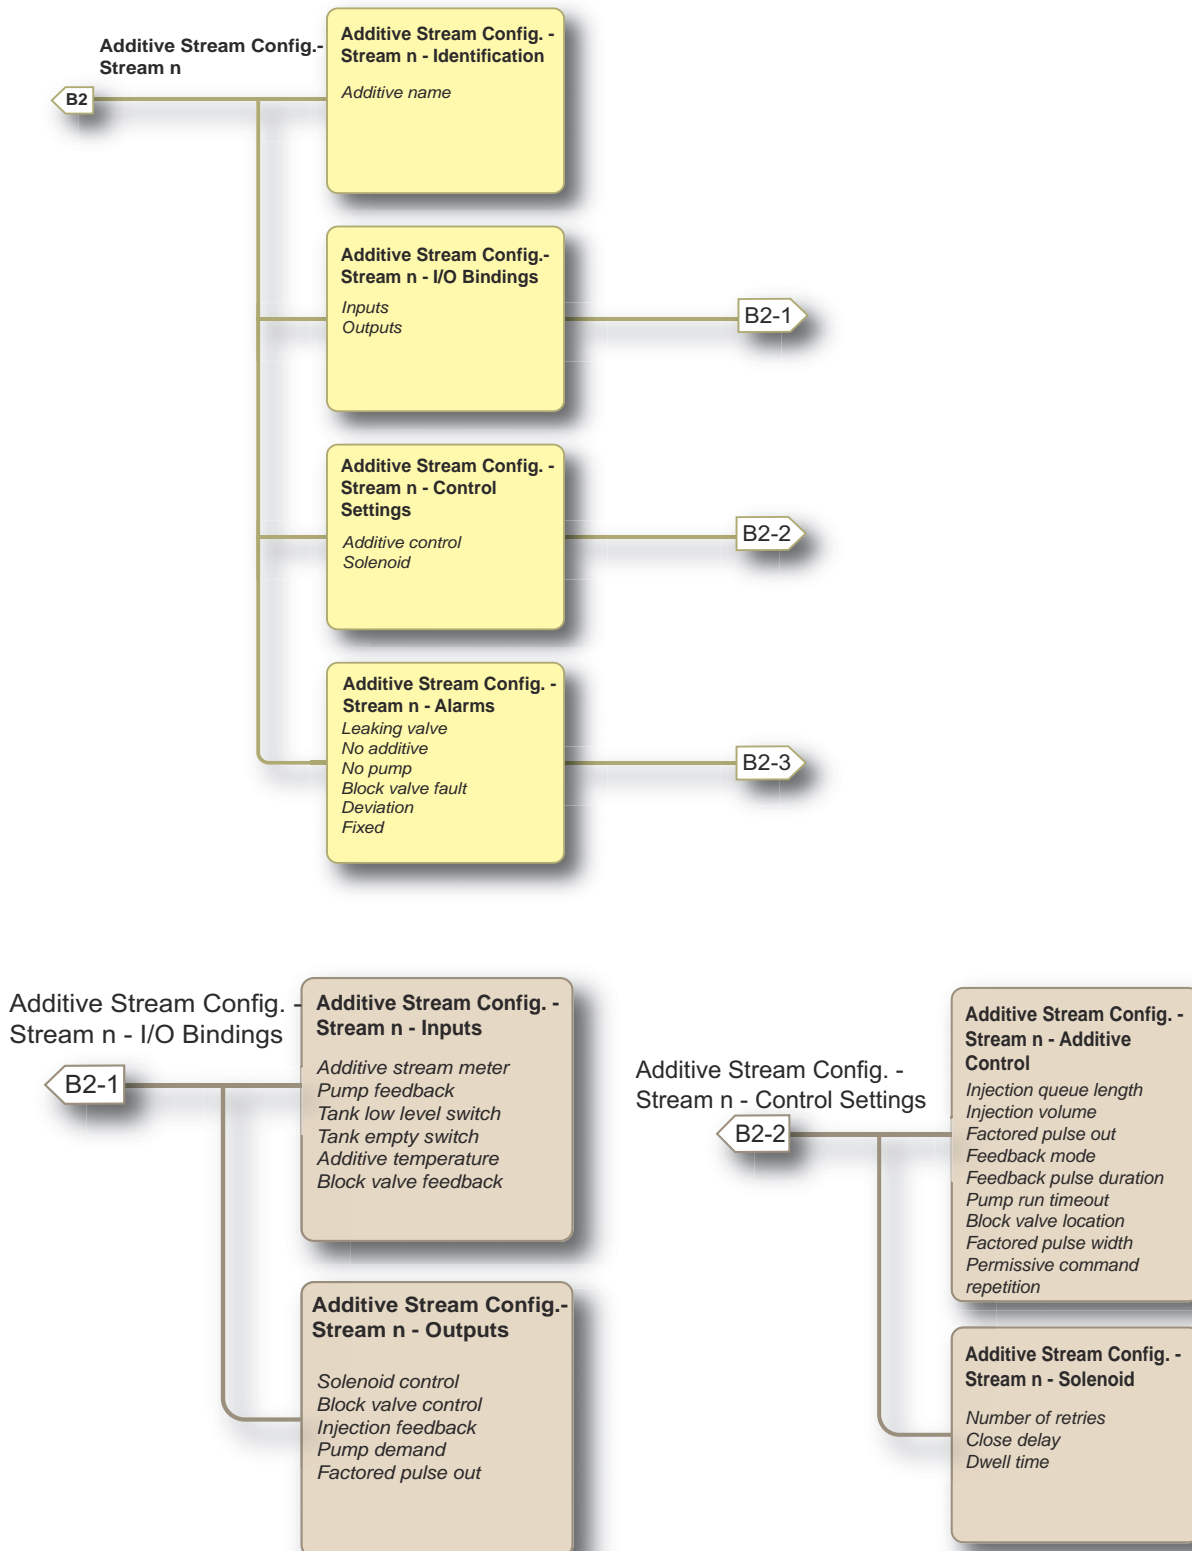 Additive Stream Config.-
Stream n
B2
Additive Stream Config. -
Stream n - Identification
Additive name
Additive Stream Config.-
Stream n - I/O Bindings
Inputs
Outputs
B2-1
Additive Stream Config. -
Stream n - Control
Settings
Additive control
Solenoid
B2-2
Additive Stream Config. -
Stream n - Alarms
Leaking valve
No additive
No pump
Block valve fault
Deviation
Fixed
B2-3
Additive Stream Config. -
Stream n - I/O Bindings
B2-1
Additive Stream Config. -
Stream n - Inputs
Additive stream meter
Pump feedback
Tank low level switch
Tank empty switch
Additive temperature
Block valve feedback
Additive Stream Config.-
Stream n - Outputs
Solenoid control
Block valve control
Injection feedback
Pump demand
Factored pulse out
Additive Stream Config. -
Stream n - Control Settings
B2-2
Additive Stream Config. -
Stream n - Additive
Control
Injection queue length
Injection volume
Factored pulse out
Feedback mode
Feedback pulse duration
Pump run timeout
Block valve location
Factored pulse width
Permissive command
repetition
Additive Stream Config. -
Stream n - Solenoid
Number of retries
Close delay
Dwell time